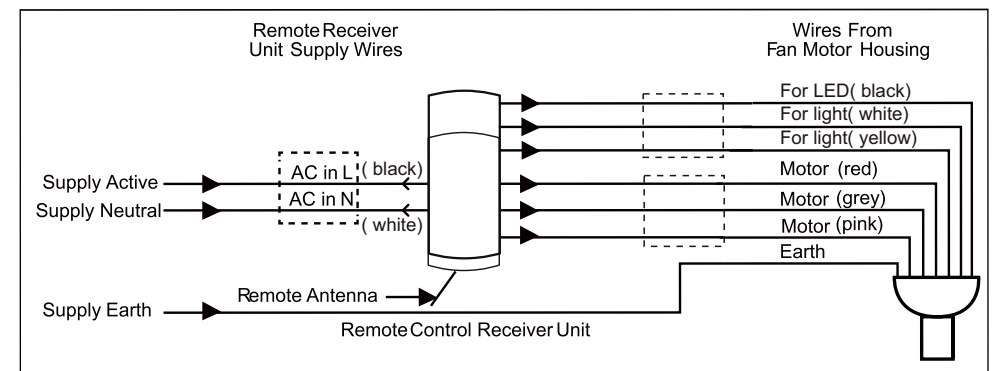 Remote Receiver
Unit Supply Wires
Wires From
Fan Motor Housing
For LED( black)
For light( white)
For light( yellow)
AC in L ( black)
Supply Active
Motor (red)
AC in N
Supply Neutral
Motor (grey)
( white)
Motor (pink)
Earth
Remote Antenna
Supply Earth
Remote Control Receiver Unit